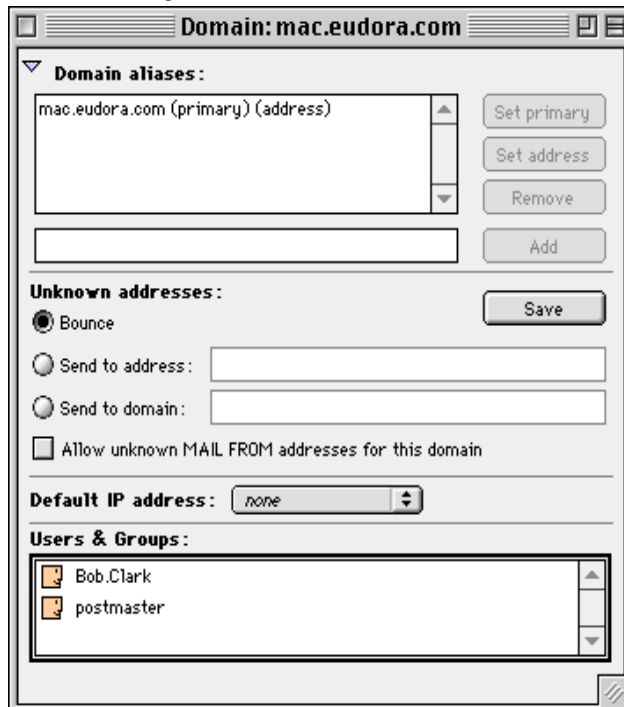 Domain: mac.eudora.com
Domain aliases:
mac.eudora.com (primary) (address)
Set primary
Set address
Remove
Add
Unknown addresses:
Save
Bounce
Send to address:
Send to domain:
Allow unknown MAIL FROM addresses for this domain
Default IP address: none
Users & Groups:
Bob.Clark
postmaster